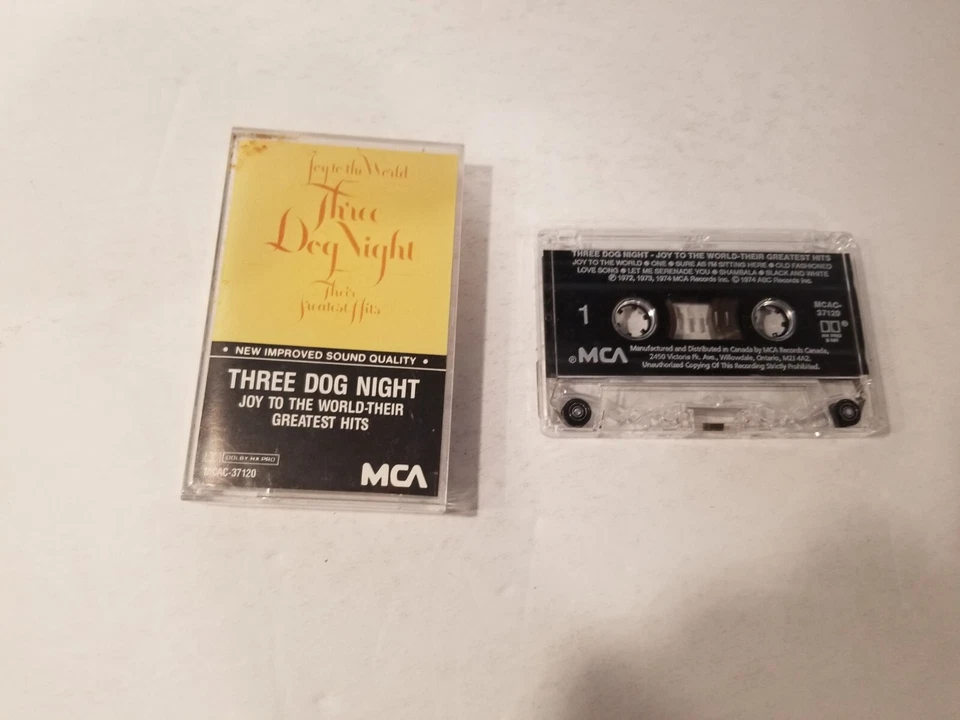 Joy to the World
Three
Dog Night
Their
Greatest Hits
• NEW IMPROVED SOUND QUALITY •
THREE DOG NIGHT
JOY TO THE WORLD-THEIR
GREATEST HITS
DOLBY HX PRO
MCAC-37120
MCA
THREE DOG NIGHT • JOY TO THE WORLD-THEIR GREATEST HITS
JOY TO THE WORLD ● ONE ● SURE AS I'M SITTING HERE ● OLD FASHIONED
LOVE SONG ● LET ME SERENADE YOU ● SHAMBALA ● BLACK AND WHITE
℗ 1972, 1973, 1974 MCA Records Inc. © 1974 ABC Records Inc.
1
MCAC-
37120
HX PRO
MCA
Manufactured and Distributed in Canada by MCA Records Canada,
2450 Victoria Pk. Ave., Willowdale, Ontario, M2J 4A2.
Unauthorized Copying Of This Recording Strictly Prohibited.